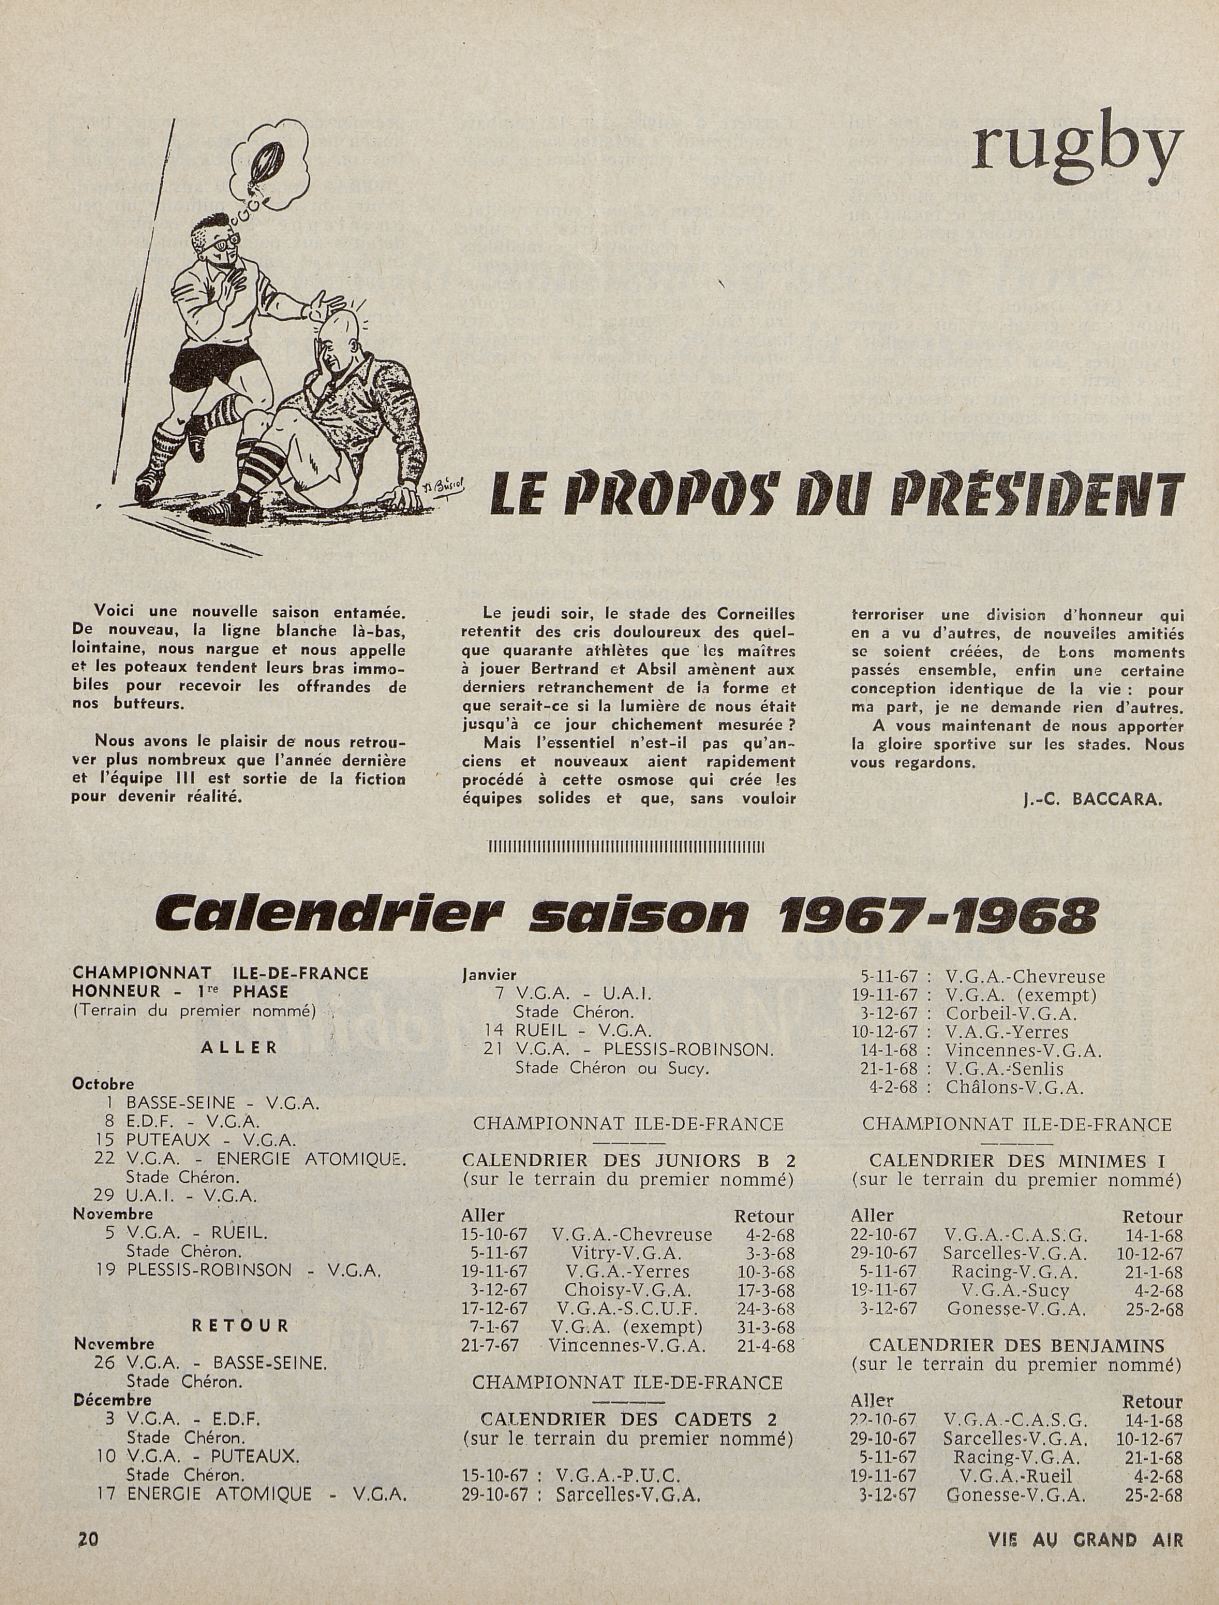 rugby
B. Brisiol
LE PROPOS DU PRÉSIDENT
Voici une nouvelle saison entamée.
De nouveau, la ligne blanche là-bas,
lointaine, nous nargue et nous appelle
et les poteaux tendent leurs bras immo-
biles pour recevoir les offrandes de
nos butteurs.
Nous avons le plaisir de nous retrou-
ver plus nombreux que l'année dernière
et l'équipe III est sortie de la fiction
pour devenir réalité.
Le jeudi soir, le stade des Corneilles
retentit des cris douloureux des quel-
que quarante athlètes que les maîtres
à jouer Bertrand et Absil amènent aux
derniers retranchement de la forme et
que serait-ce si la lumière de nous était
jusqu'à ce jour chichement mesurée ?
Mais l'essentiel n'est-il pas qu'an-
ciens et nouveaux aient rapidement
procédé à cette osmose qui crée les
équipes solides et que, sans vouloir
terroriser une division d'honneur qui
en a vu d'autres, de nouvelles amitiés
se soient créées, de bons moments
passés ensemble, enfin une certaine
conception identique de la vie : pour
ma part, je ne demande rien d'autres.
A vous maintenant de nous apporter
la gloire sportive sur les stades. Nous
vous regardons.
J.-C. BACCARA.
Calendrier saison 1967-1968
CHAMPIONNAT ILE-DE-FRANCE
HONNEUR - 1re PHASE
(Terrain du premier nommé)
ALLER
Octobre
1 BASSE-SEINE - V.G.A.
8 E.D.F. - V.G.A.
15 PUTEAUX - V.G.A.
22 V.G.A. - ENERGIE ATOMIQUE.
Stade Chéron.
29 U.A.I. - V.G.A.
Novembre
5 V.G.A. - RUEIL.
Stade Chéron.
19 PLESSIS-ROBINSON - V.G.A.
RETOUR
Novembre
26 V.G.A. - BASSE-SEINE.
Stade Chéron.
Décembre
3 V.G.A. - E.D.F.
Stade Chéron.
10 V.G.A. - PUTEAUX.
Stade Chéron.
17 ENERGIE ATOMIQUE - V.G.A.
Janvier
7 V.G.A. - U.A.I.
Stade Chéron.
14 RUEIL - V.G.A.
21 V.G.A. - PLESSIS-ROBINSON.
Stade Chéron ou Sucy.
CHAMPIONNAT ILE-DE-FRANCE
CALENDRIER DES JUNIORS B 2
(sur le terrain du premier nommé)
Aller Retour
15-10-67 V.G.A.-Chevreuse 4-2-68
5-11-67 Vitry-V.G.A. 3-3-68
19-11-67 V.G.A.-Yerres 10-3-68
3-12-67 Choisy-V.G.A. 17-3-68
17-12-67 V.G.A.-S.C.U.F. 24-3-68
7-1-67 V.G.A. (exempt) 31-3-68
21-7-67 Vincennes-V.G.A. 21-4-68
CHAMPIONNAT ILE-DE-FRANCE
CALENDRIER DES CADETS 2
(sur le terrain du premier nommé)
15-10-67 : V.G.A.-P.U.C.
29-10-67 : Sarcelles-V.G.A.
5-11-67 : V.G.A.-Chevreuse
19-11-67 : V.G.A. (exempt)
3-12-67 : Corbeil-V.G.A.
10-12-67 : V.A.G.-Yerres
14-1-68 : Vincennes-V.G.A.
21-1-68 : V.G.A.-Senlis
4-2-68 : Châlons-V.G.A.
CHAMPIONNAT ILE-DE-FRANCE
CALENDRIER DES MINIMES I
(sur le terrain du premier nommé)
Aller Retour
22-10-67 V.G.A.-C.A.S.G. 14-1-68
29-10-67 Sarcelles-V.G.A. 10-12-67
5-11-67 Racing-V.G.A. 21-1-68
19-11-67 V.G.A.-Sucy 4-2-68
3-12-67 Gonesse-V.G.A. 25-2-68
CALENDRIER DES BENJAMINS
(sur le terrain du premier nommé)
Aller Retour
22-10-67 V.G.A.-C.A.S.G. 14-1-68
29-10-67 Sarcelles-V.G.A. 10-12-67
5-11-67 Racing-V.G.A. 21-1-68
19-11-67 V.G.A.-Rueil 4-2-68
3-12-67 Gonesse-V.G.A. 25-2-68
20
VIE AU GRAND AIR